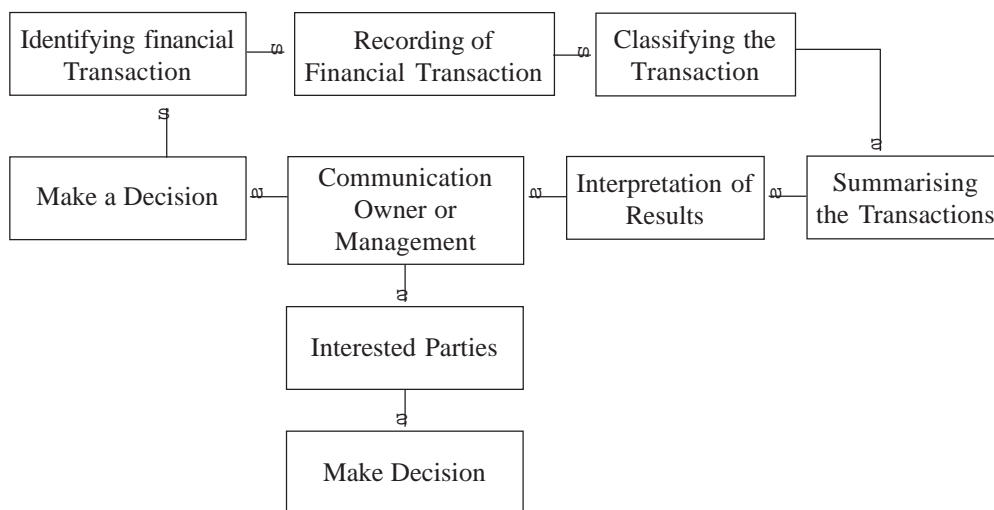 Identifying financial
Transaction
Recording of
Financial Transaction
Classifying the
Transaction
Make a Decision
Communication
Owner or
Management
Interpretation of
Results
Summarising
the Transactions
Interested Parties
Make Decision